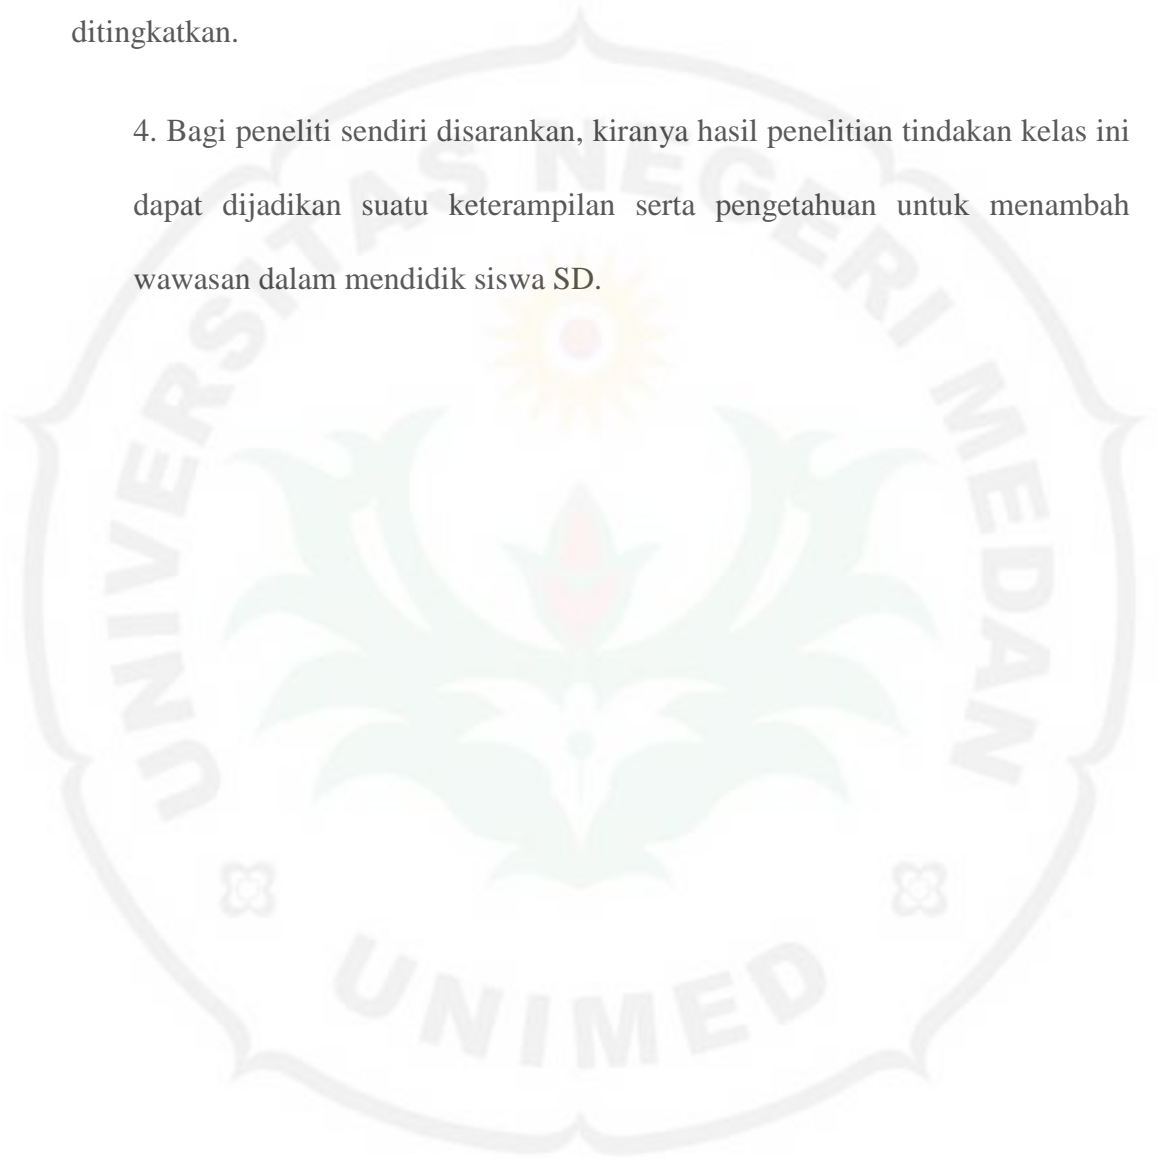 ditingkatkan.
4. Bagi peneliti sendiri disarankan, kiranya hasil penelitian tindakan kelas ini
dapat dijadikan suatu keterampilan serta pengetahuan untuk menambah
wawasan dalam mendidik siswa SD.
UNIVERSITAS NEGERI MEDAN
UNIMED